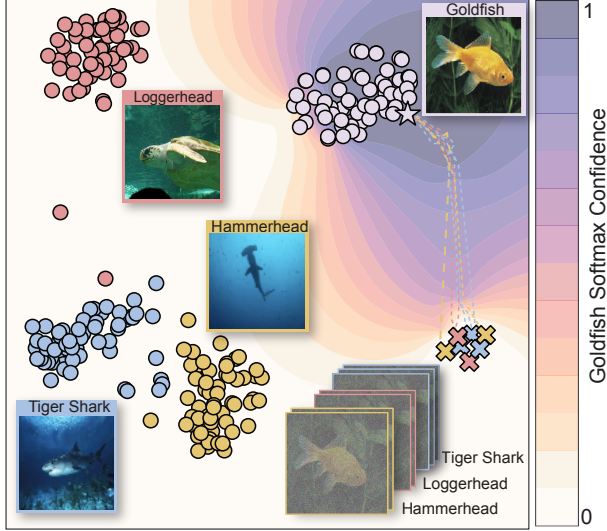 Goldfish
1
Loggerhead
Hammerhead
Goldfish Softmax Confidence
Tiger Shark
Tiger Shark
Loggerhead
Hammerhead
0